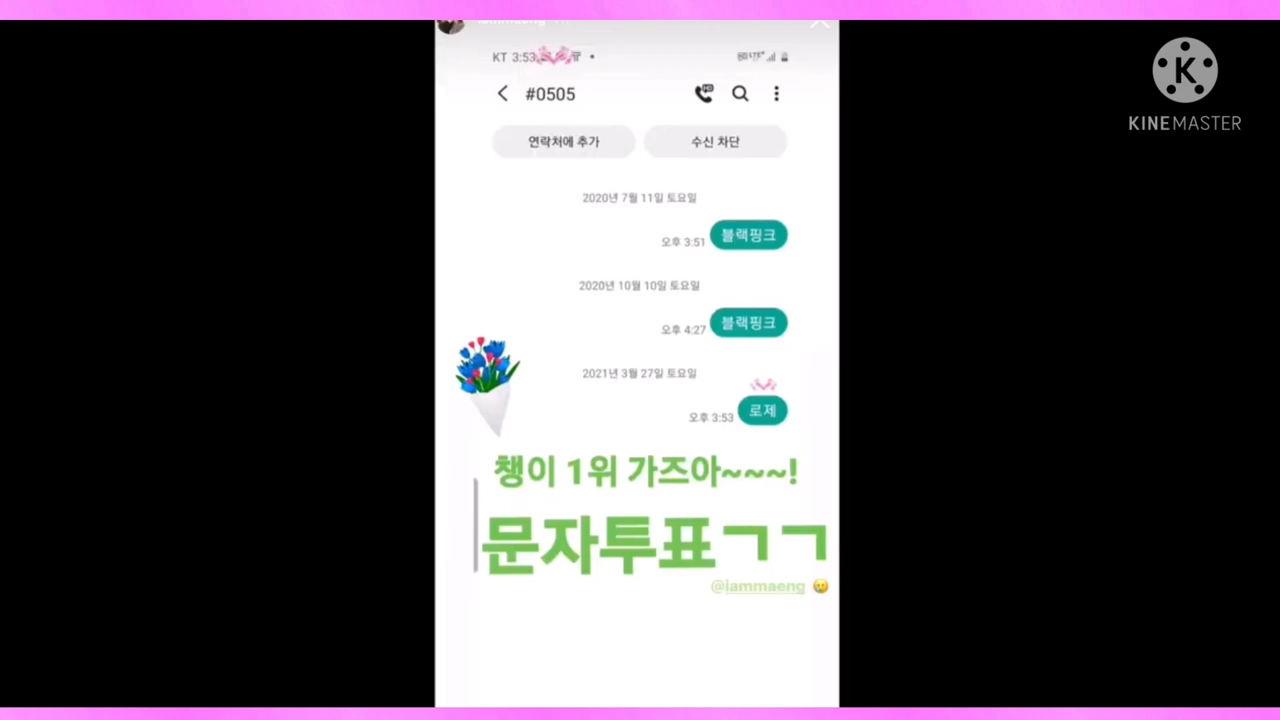 KT 3:53
#0505
연락처에 추가
수신 차단
2020년 7월 11일 토요일
오후 3:51 블랙핑크
2020년 10월 10일 토요일
오후 4:27 블랙핑크
2021년 3월 27일 토요일
오후 3:53 로제
챙이 1위 가즈아~~~!
문자투표ㄱㄱ
@iammaeng
KINEMASTER